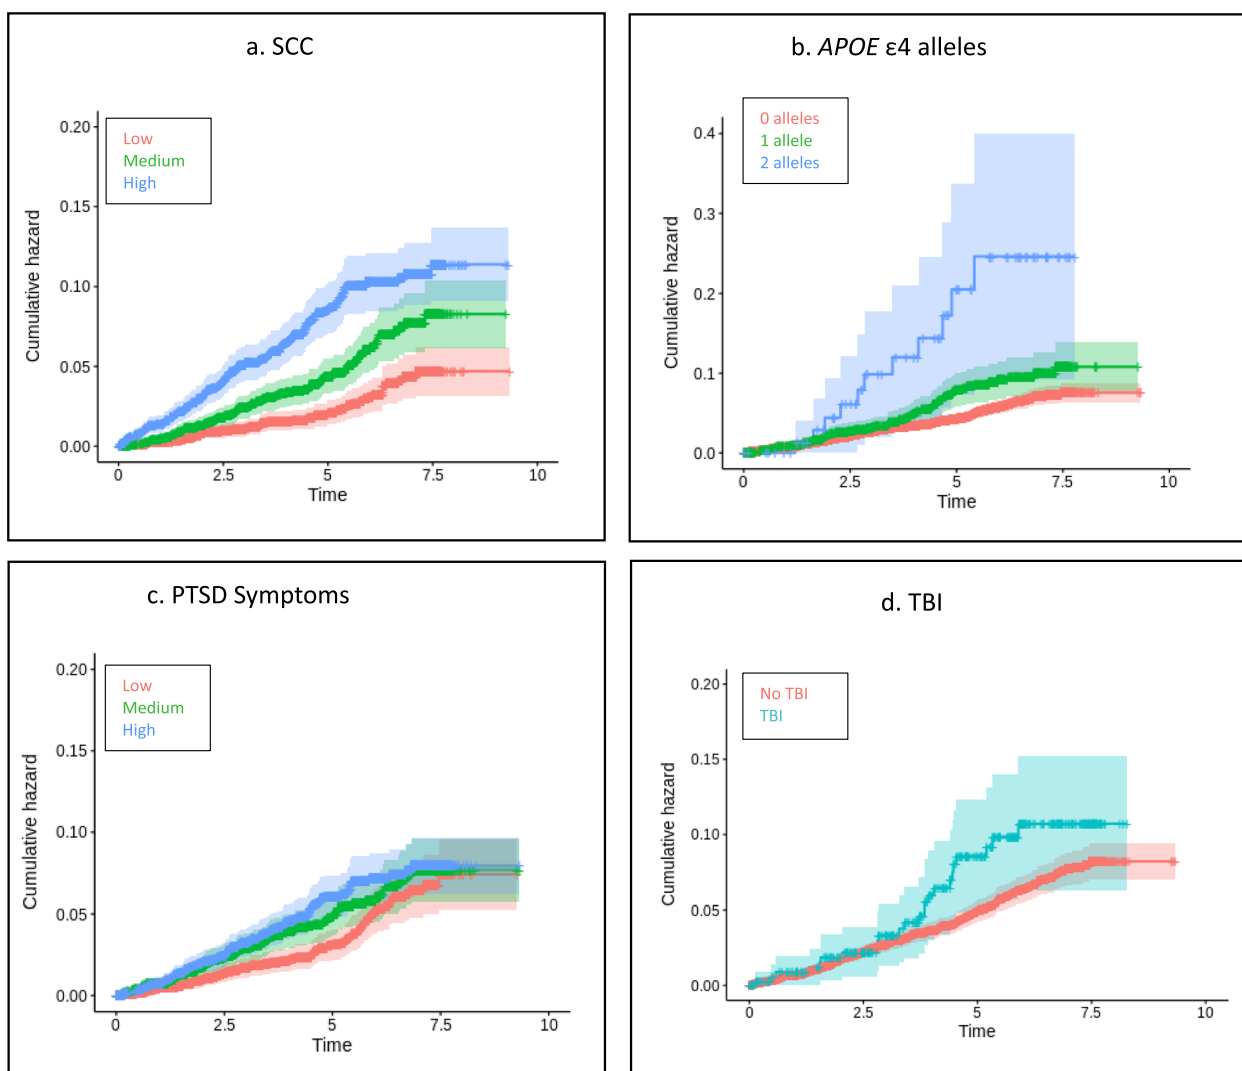 a. SCC
Low
Medium
High
0.20
0.15
0.10
0.05
0.00
Cumulative hazard
0 2.5 5 7.5 10
Time
b. APOE ε4 alleles
0 alleles
1 allele
2 alleles
0.4
0.3
0.2
0.1
0.0
Cumulative hazard
0 2.5 5 7.5 10
Time
c. PTSD Symptoms
Low
Medium
High
0.20
0.15
0.10
0.05
0.00
Cumulative hazard
0 2.5 5 7.5 10
Time
d. TBI
No TBI
TBI
0.20
0.15
0.10
0.05
0.00
Cumulative hazard
0 2.5 5 7.5 10
Time